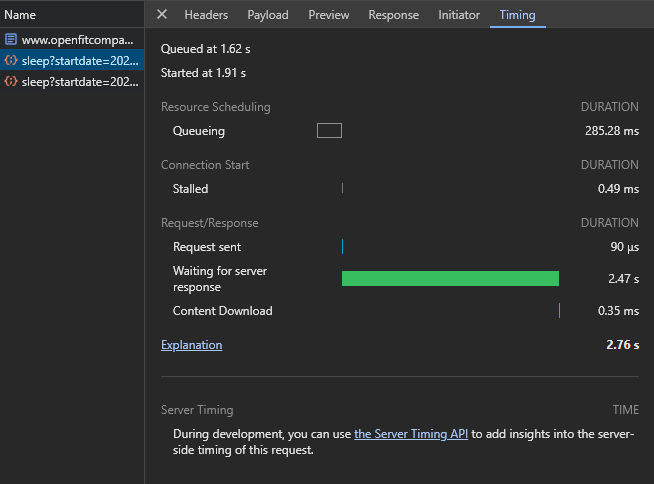 Name
Headers Payload Preview Response Initiator Timing
www.openfitcompa...
sleep?startdate=202...
sleep?startdate=202...
Queued at 1.62 s
Started at 1.91 s
Resource Scheduling DURATION
Queueing 285.28 ms
Connection Start DURATION
Stalled 0.49 ms
Request/Response DURATION
Request sent 90 μs
Waiting for server
response 2.47 s
Content Download 0.35 ms
Explanation 2.76 s
Server Timing TIME
During development, you can use the Server Timing API to add insights into the server-
side timing of this request.